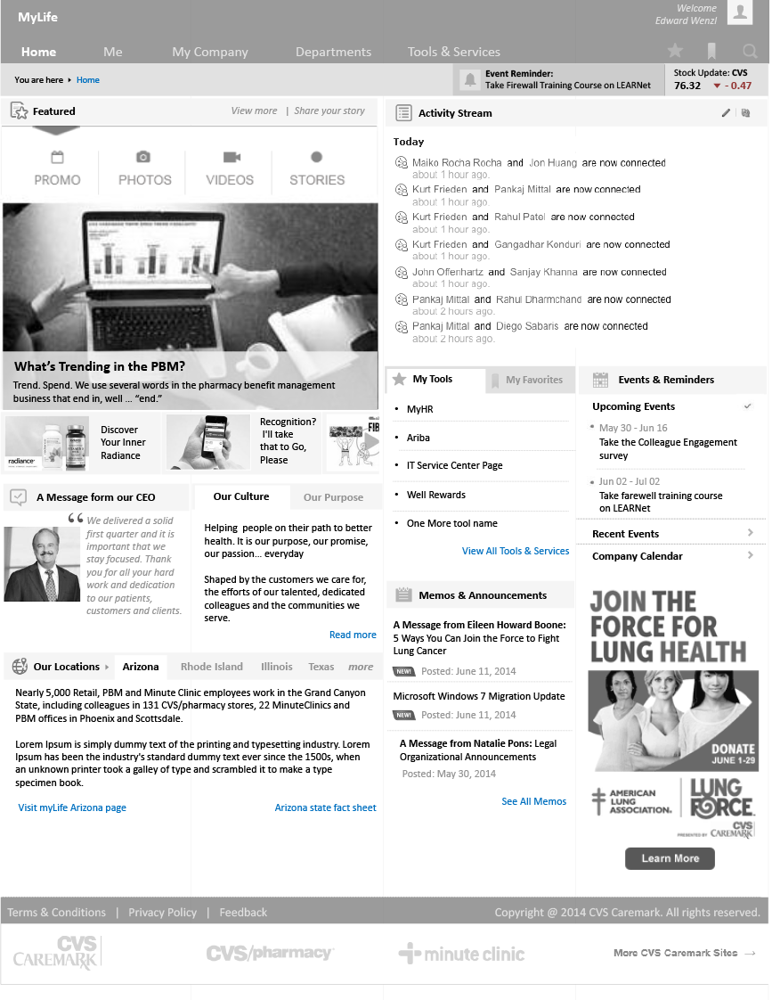 MyLife
Welcome
Edward Wenzl
Home Me My Company Departments Tools & Services
You are here Home
Event Reminder:
Take Firewall Training Course on LEARNet
Stock Update: CVS
76.32 - 0.47
Featured View more | Share your story
PROMO PHOTOS VIDEOS STORIES
What's Trending in the PBM?
Trend. Spend. We use several words in the pharmacy benefit management
business that end in, well ... "end."
radiance
Discover
Your Inner
Radiance
Recognition?
I'll take
that to Go,
Please
FIB
A Message form our CEO
“ We delivered a solid
first quarter and it is
important that we
stay focused. Thank
you for all your hard
work and dedication
to our patients,
customers and clients.
Our Culture Our Purpose
Helping people on their path to better
health. It is our purpose, our promise,
our passion... everyday
Shaped by the customers we care for,
the efforts of our talented, dedicated
colleagues and the communities we
serve.
Read more
Our Locations Arizona Rhode Island Illinois Texas more
Nearly 5,000 Retail, PBM and Minute Clinic employees work in the Grand Canyon
State, including colleagues in 131 CVS/pharmacy stores, 22 MinuteClinics and
PBM offices in Phoenix and Scottsdale.
Lorem Ipsum is simply dummy text of the printing and typesetting industry. Lorem
Ipsum has been the industry's standard dummy text ever since the 1500s, when
an unknown printer took a galley of type and scrambled it to make a type
specimen book.
Visit myLife Arizona page Arizona state fact sheet
Activity Stream
Today
Maiko Rocha Rocha and Jon Huang are now connected
about 1 hour ago.
Kurt Frieden and Pankaj Mittal are now connected
about 1 hour ago.
Kurt Frieden and Rahul Patel are now connected
about 1 hour ago.
Kurt Frieden and Gangadhar Konduri are now connected
about 1 hour ago.
John Offenhartz and Sanjay Khanna are now connected
about 1 hour ago.
Pankaj Mittal and Rahul Dharmchand are now connected
about 2 hours ago.
Pankaj Mittal and Diego Sabaris are now connected
about 2 hours ago.
My Tools My Favorites
• MyHR
• Ariba
• IT Service Center Page
• Well Rewards
• One More tool name
View All Tools & Services
Memos & Announcements
A Message from Eileen Howard Boone:
5 Ways You Can Join the Force to Fight
Lung Cancer
NEW! Posted: June 11, 2014
Microsoft Windows 7 Migration Update
NEW! Posted: June 11, 2014
A Message from Natalie Pons: Legal
Organizational Announcements
Posted: May 30, 2014
See All Memos
Events & Reminders
Upcoming Events
• May 30 - Jun 16
Take the Colleague Engagement
survey
• Jun 02 - Jul 02
Take farewell training course
on LEARNet
Recent Events
Company Calendar
JOIN THE
FORCE FOR
LUNG HEALTH
DONATE
JUNE 1-29
AMERICAN
LUNG
ASSOCIATION.
LUNG
FORCE
PRESENTED BY CVS
CAREMARK
Learn More
Terms & Conditions | Privacy Policy | Feedback Copyright @ 2014 CVS Caremark. All rights reserved.
CVS
CAREMARK
CVS/pharmacy
minute clinic
More CVS Caremark Sites →